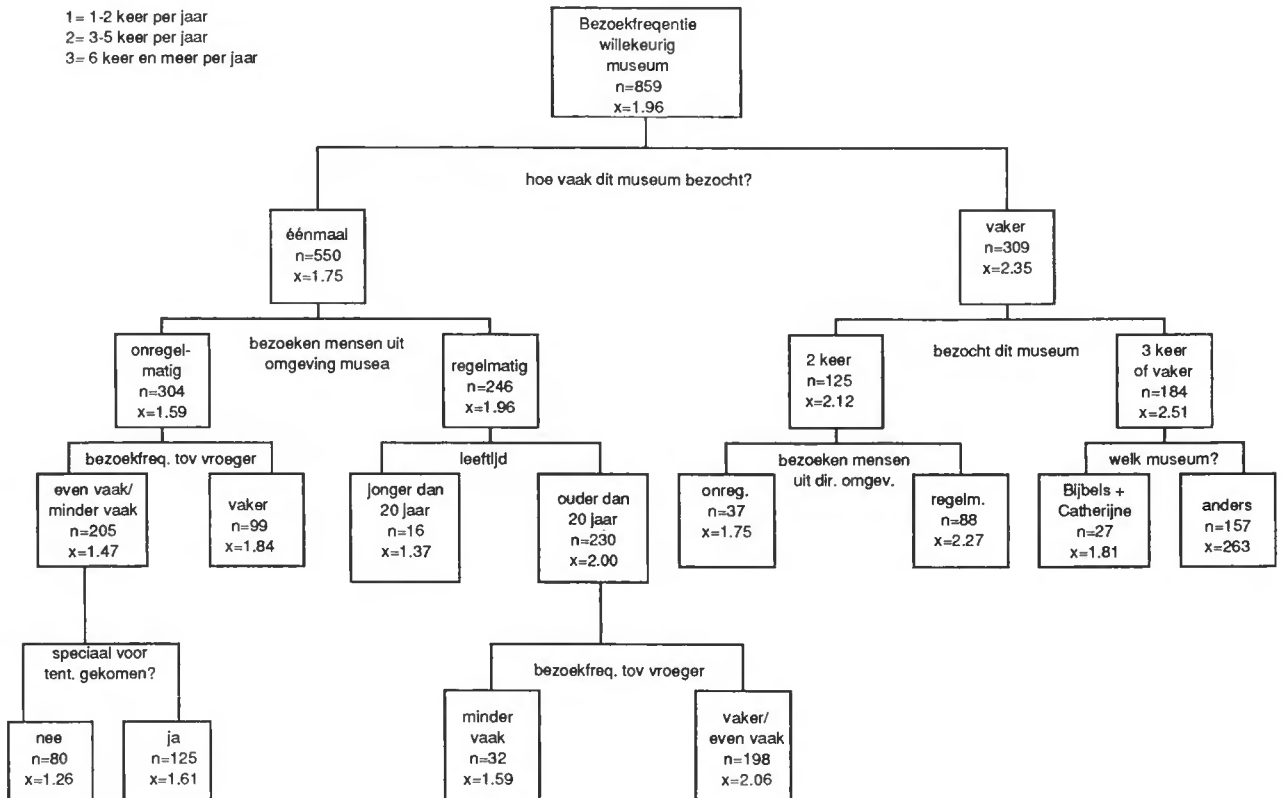 1= 1-2 keer per jaar
2= 3-5 keer per jaar
3= 6 keer en meer per jaar
Bezoekfreqentie
willekeurig
museum
n=859
x=1.96
hoe vaak dit museum bezocht?
éénmaal
n=550
x=1.75
vaker
n=309
x=2.35
bezoeken mensen uit
omgeving musea
onregel-
matig
n=304
x=1.59
regelmatig
n=246
x=1.96
bezocht dit museum
2 keer
n=125
x=2.12
3 keer
of vaker
n=184
x=2.51
bezoekfreq. tov vroeger
even vaak/
minder vaak
n=205
x=1.47
vaker
n=99
x=1.84
leeftijd
jonger dan
20 jaar
n=16
x=1.37
ouder dan
20 jaar
n=230
x=2.00
bezoeken mensen
uit dir. omgev.
onreg.
n=37
x=1.75
regelm.
n=88
x=2.27
welk museum?
Bijbels +
Catherijne
n=27
x=1.81
anders
n=157
x=263
speciaal voor
tent. gekomen?
nee
n=80
x=1.26
ja
n=125
x=1.61
bezoekfreq. tov vroeger
minder
vaak
n=32
x=1.59
vaker/
even vaak
n=198
x=2.06